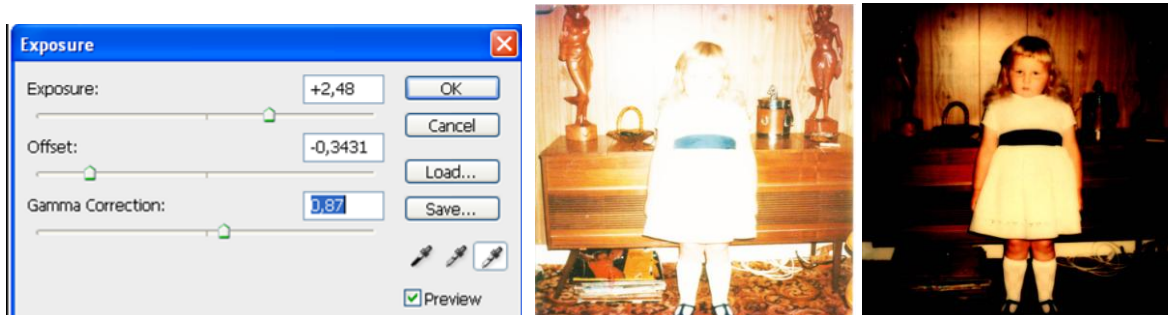 Exposure
Exposure: +2,48
OK
Cancel
Offset: -0,3431
Load...
Gamma Correction: 0,87
Save...
Preview